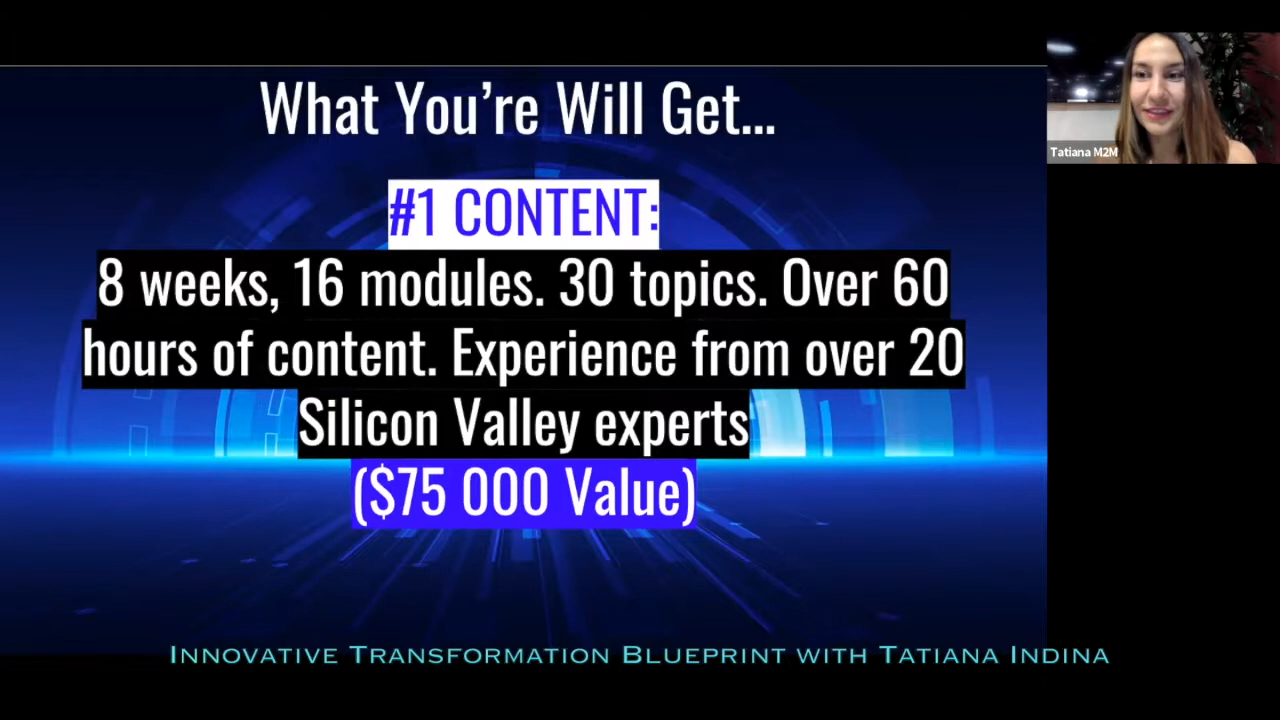 What You're Will Get...
#1 CONTENT:
8 weeks, 16 modules. 30 topics. Over 60
hours of content. Experience from over 20
Silicon Valley experts
($75 000 Value)
Tatiana M2M
INNOVATIVE TRANSFORMATION BLUEPRINT WITH TATIANA INDINA